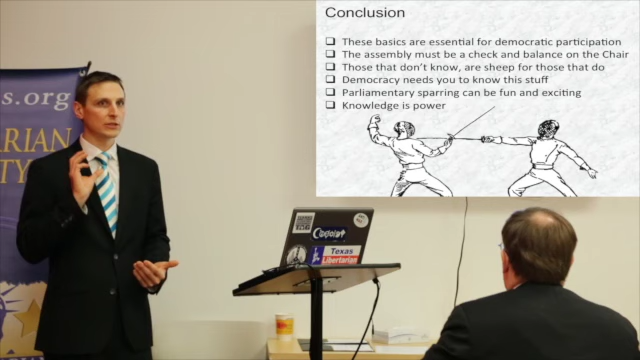 Conclusion
These basics are essential for democratic participation
The assembly must be a check and balance on the Chair
Those that don't know, are sheep for those that do
Democracy needs you to know this stuff
Parliamentary sparring can be fun and exciting
Knowledge is power
s.org
ARIAN
TY
Texas
Libertarian